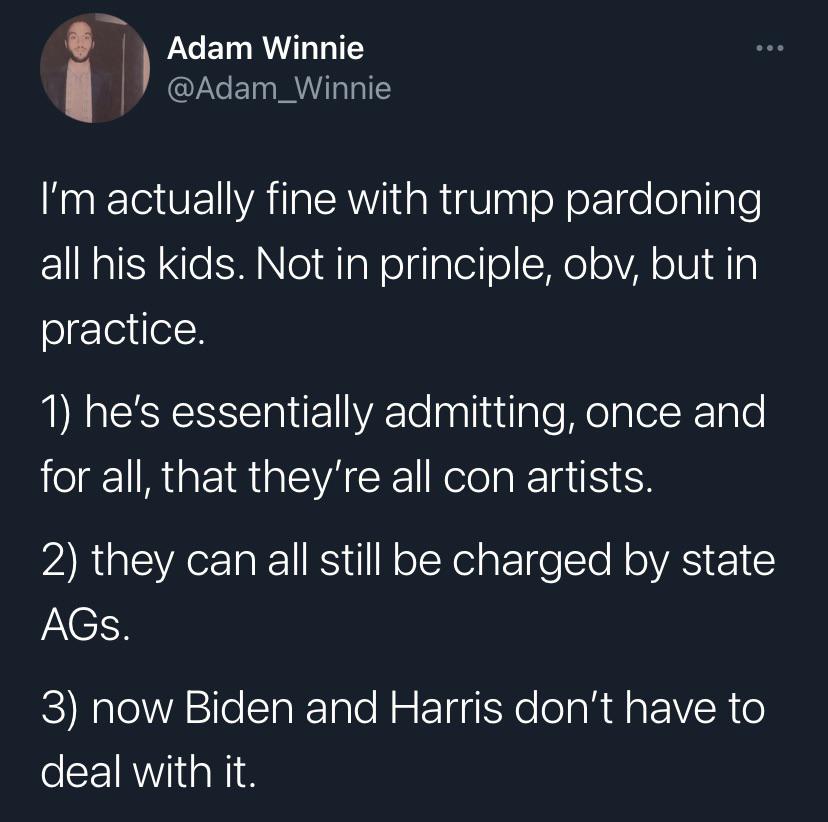 Adam Winnie
@Adam_Winnie
I'm actually fine with trump pardoning
all his kids. Not in principle, obv, but in
practice.
1) he's essentially admitting, once and
for all, that they're all con artists.
2) they can all still be charged by state
AGs.
3) now Biden and Harris don't have to
deal with it.